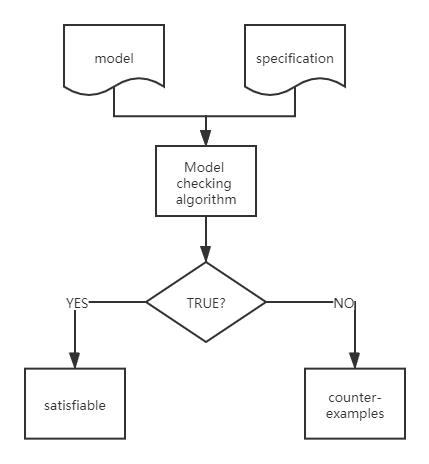 model
specification
Model
checking
algorithm
YES
TRUE?
NO
satisfiable
counter-
examples